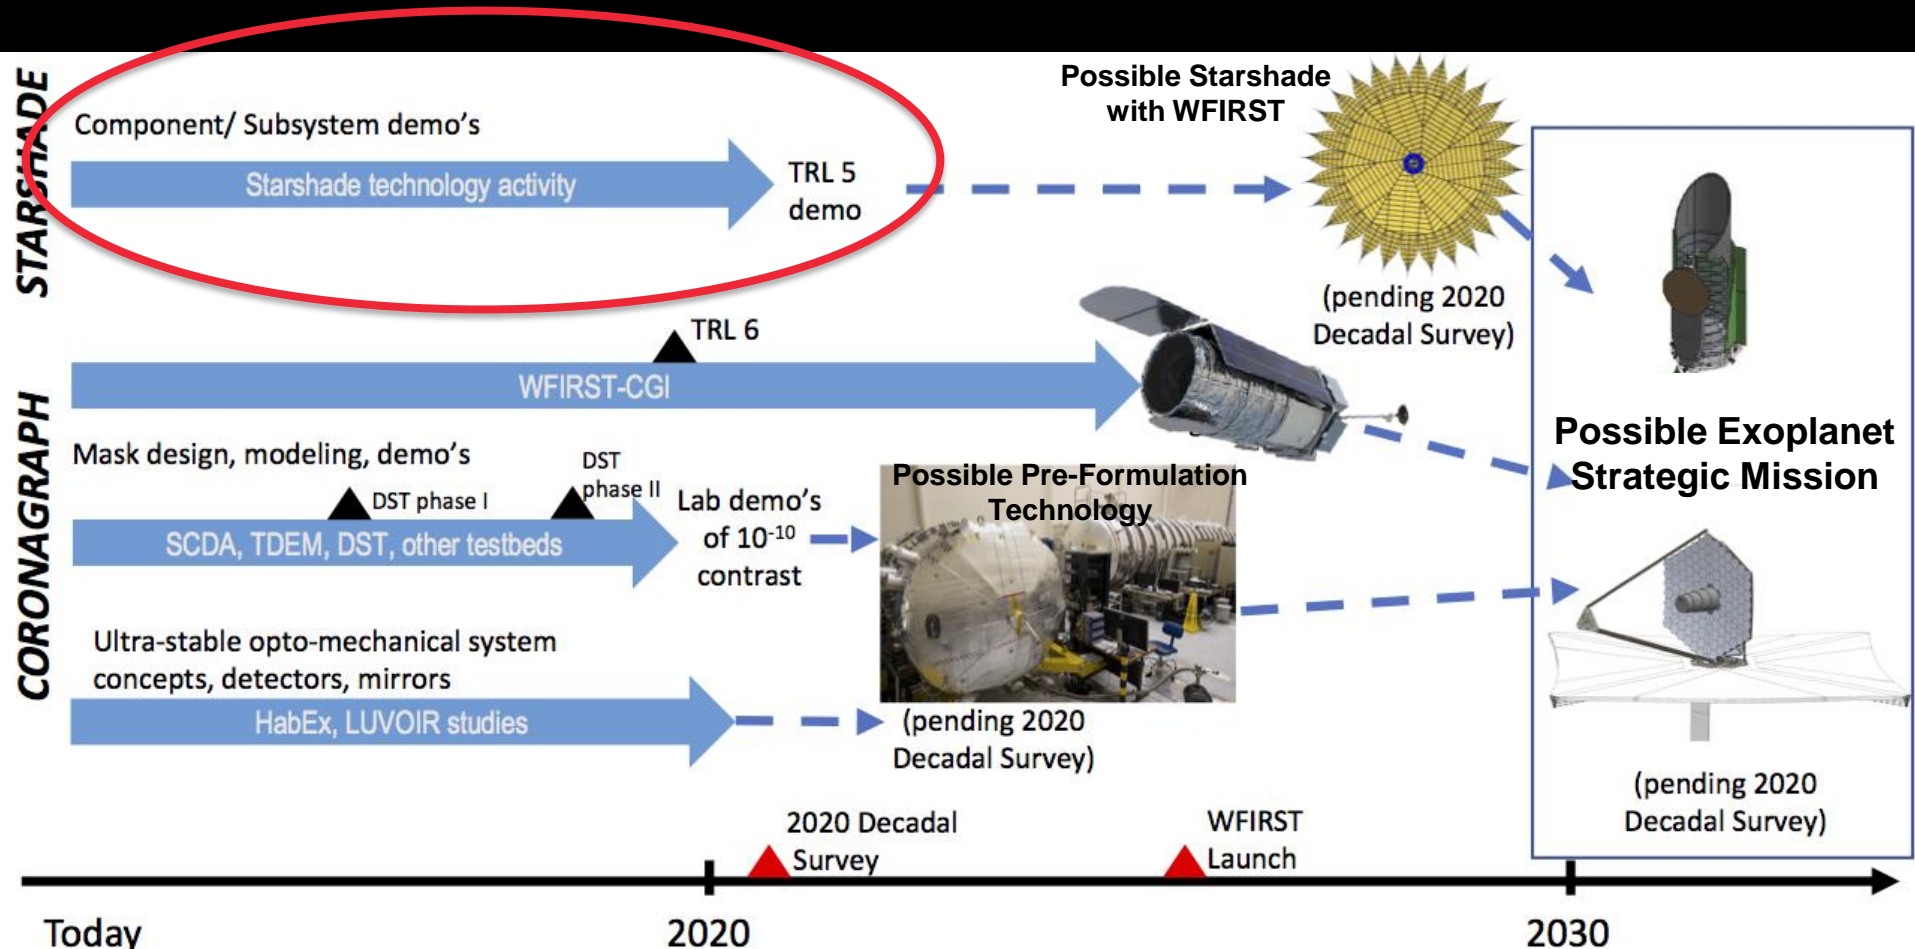 STARSHADE
Component/ Subsystem demo's
Starshade technology activity
TRL 5
demo
Possible Starshade
with WFIRST
(pending 2020
Decadal Survey)
CORONAGRAPH
TRL 6
WFIRST-CGI
Mask design, modeling, demo's
DST phase I
DST
phase II
SCDA, TDEM, DST, other testbeds
Lab demo's
of 10⁻¹⁰
contrast
Possible Pre-Formulation
Technology
(pending 2020
Decadal Survey)
Ultra-stable opto-mechanical system
concepts, detectors, mirrors
HabEx, LUVOIR studies
Possible Exoplanet
Strategic Mission
(pending 2020
Decadal Survey)
2020 Decadal
Survey
WFIRST
Launch
Today
2020
2030